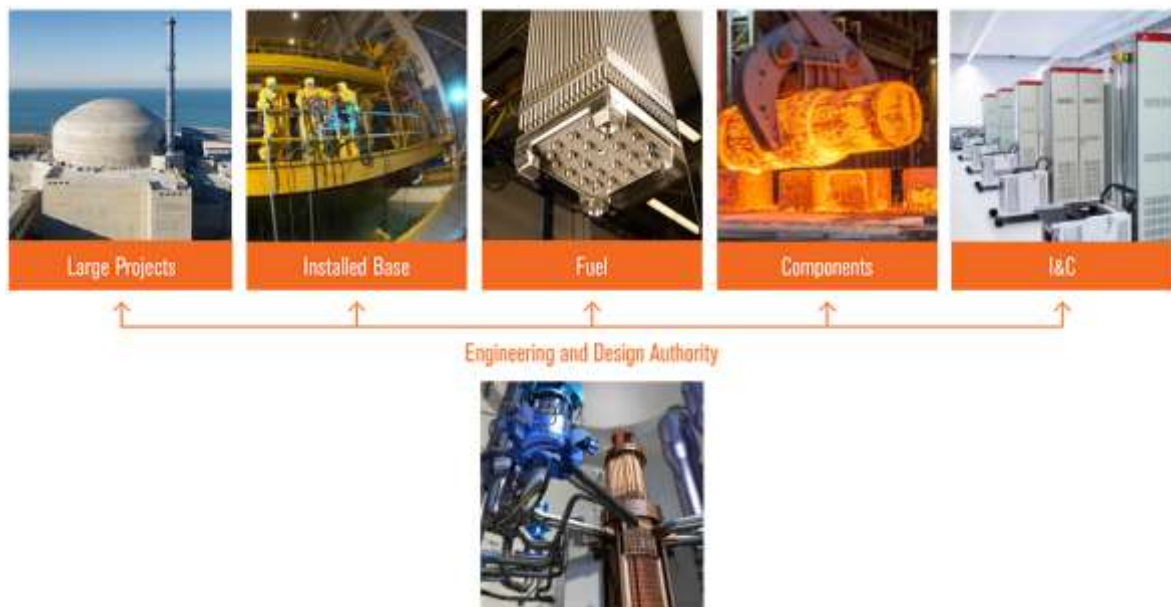 Large Projects
Installed Base
Fuel
Components
I&C
Engineering and Design Authority